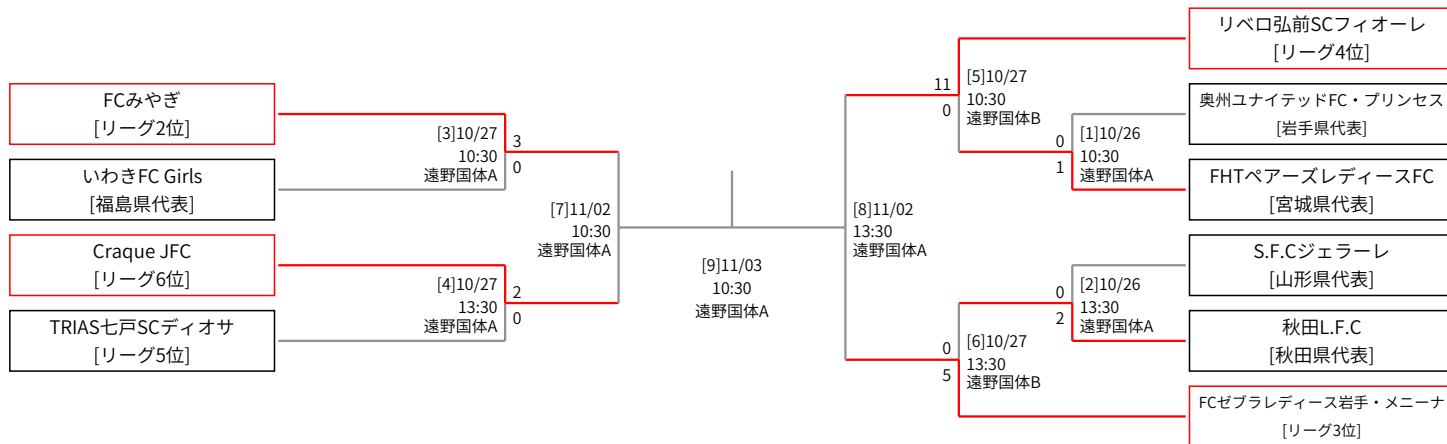 FCみやぎ
[リーグ2位]
いわきFC Girls
[福島県代表]
Craque JFC
[リーグ6位]
TRIAS七戸SCディオサ
[リーグ5位]
[3]10/27
10:30
遠野国体A
3
0
[4]10/27
13:30
遠野国体A
2
0
[7]11/02
10:30
遠野国体A
[9]11/03
10:30
遠野国体A
[8]11/02
13:30
遠野国体A
11
0
[5]10/27
10:30
遠野国体B
0
1
[1]10/26
10:30
遠野国体A
0
5
[6]10/27
13:30
遠野国体B
0
2
[2]10/26
13:30
遠野国体A
リベロ弘前SCフィオーレ
[リーグ4位]
奥州ユナイテッドFC・プリンセス
[岩手県代表]
FHTペアーズレディースFC
[宮城県代表]
S.F.Cジェラーレ
[山形県代表]
秋田L.F.C
[秋田県代表]
FCゼブラレディース岩手・メニーナ
[リーグ3位]